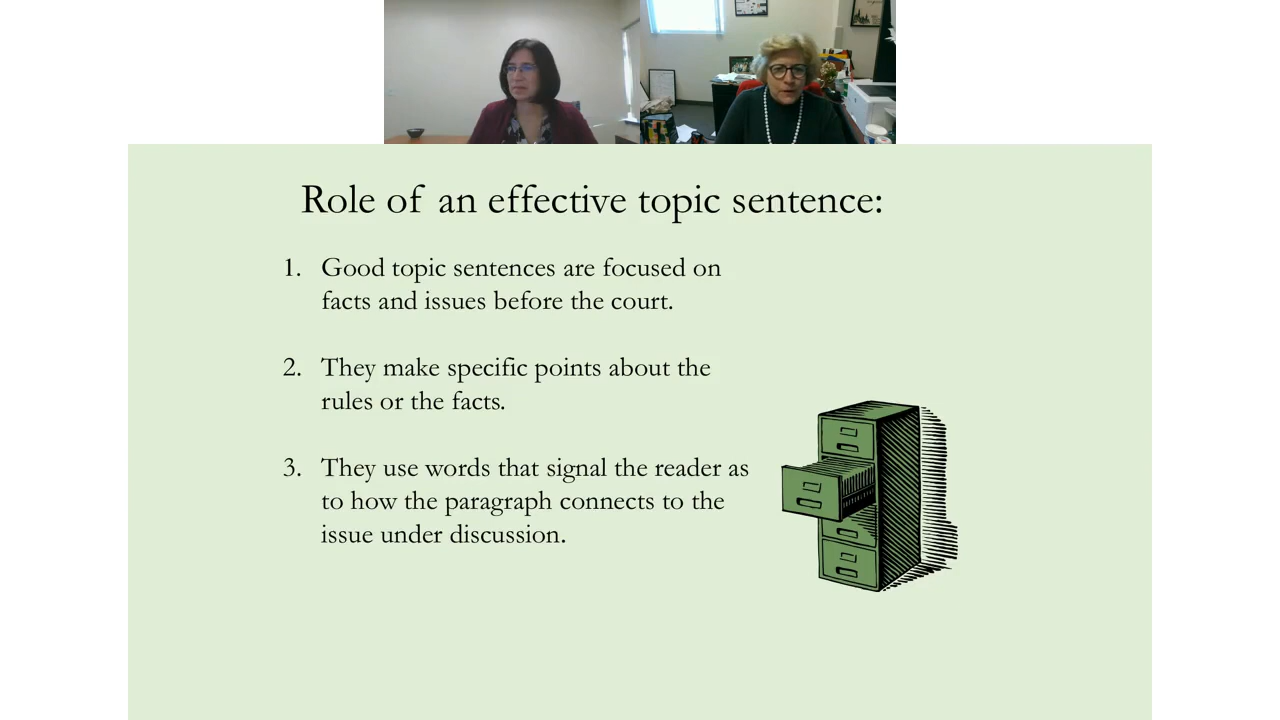 Role of an effective topic sentence:
1. Good topic sentences are focused on
facts and issues before the court.
2. They make specific points about the
rules or the facts.
3. They use words that signal the reader as
to how the paragraph connects to the
issue under discussion.